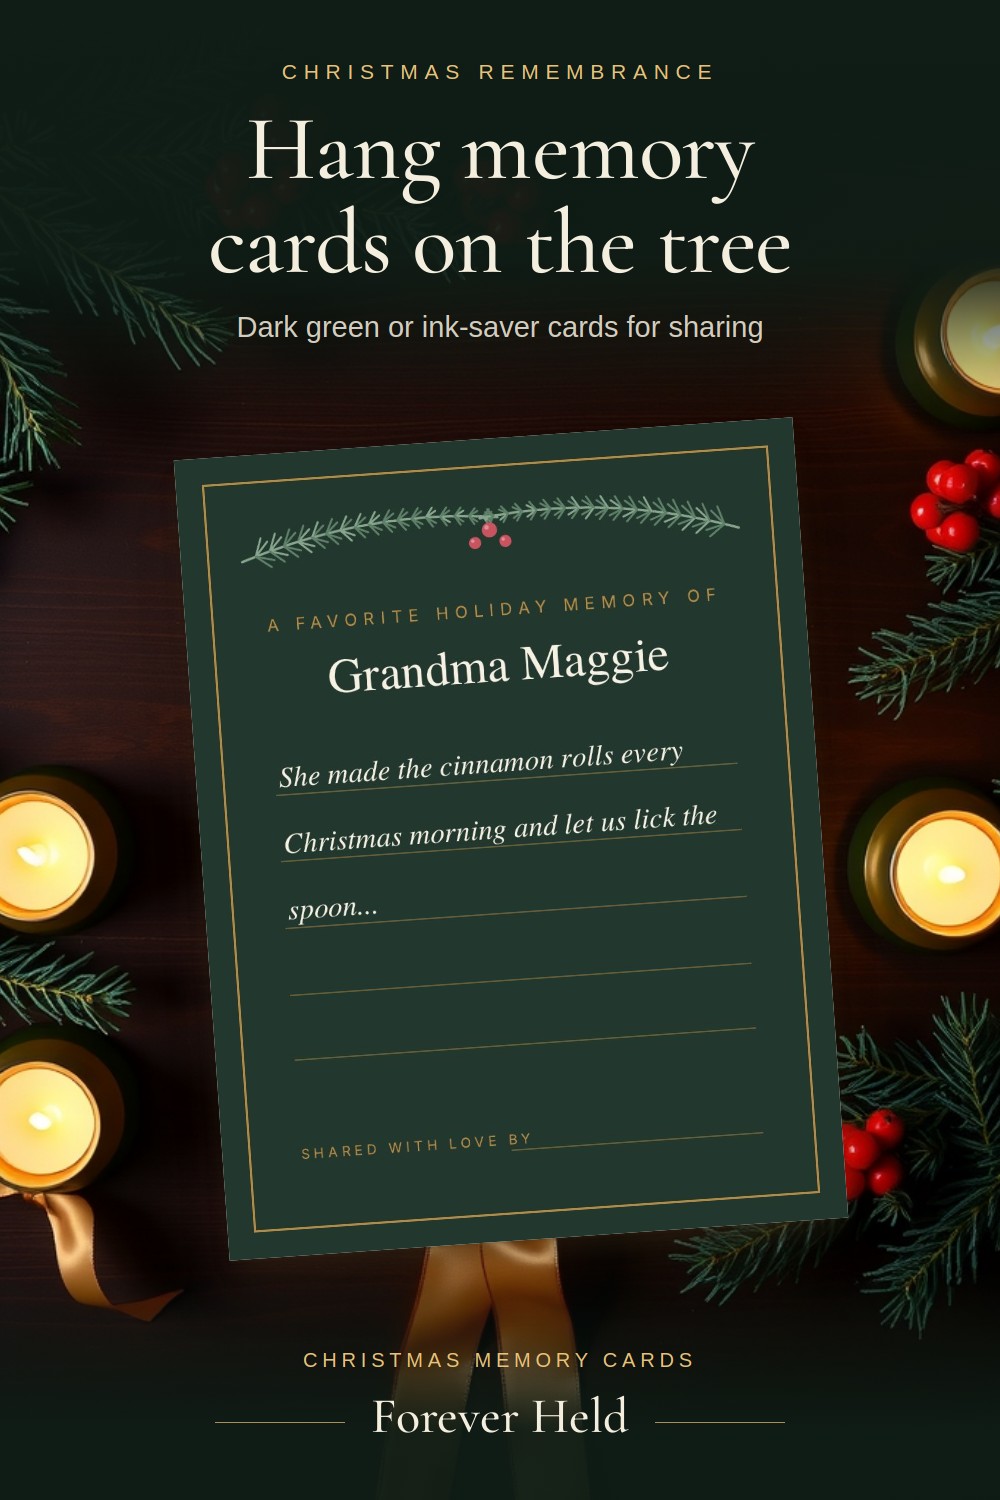 CHRISTMAS REMEMBRANCE
Hang memory
cards on the tree
Dark green or ink-saver cards for sharing
A FAVORITE HOLIDAY MEMORY OF
Grandma Maggie
She made the cinnamon rolls every
Christmas morning and let us lick the
spoon...
SHARED WITH LOVE BY
CHRISTMAS MEMORY CARDS
Forever Held